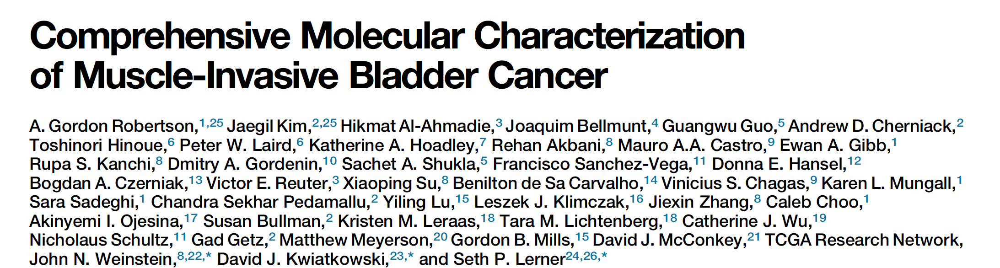 Comprehensive Molecular Characterization
of Muscle-Invasive Bladder Cancer
A. Gordon Robertson,1,25 Jaegil Kim,2,25 Hikmat Al-Ahmadie,3 Joaquim Bellmunt,4 Guangwu Guo,5 Andrew D. Cherniack,2
Toshinori Hinoue,6 Peter W. Laird,6 Katherine A. Hoadley,7 Rehan Akbani,8 Mauro A.A. Castro,9 Ewan A. Gibb,1
Rupa S. Kanchi,8 Dmitry A. Gordenin,10 Sachet A. Shukla,5 Francisco Sanchez-Vega,11 Donna E. Hansel,12
Bogdan A. Czerniak,13 Victor E. Reuter,3 Xiaoping Su,8 Benilton de Sa Carvalho,14 Vinicius S. Chagas,9 Karen L. Mungall,1
Sara Sadeghi,1 Chandra Sekhar Pedamallu,2 Yiling Lu,15 Leszek J. Klimczak,16 Jiexin Zhang,8 Caleb Choo,1
Akinyemi I. Ojesina,17 Susan Bullman,2 Kristen M. Leraas,18 Tara M. Lichtenberg,18 Catherine J. Wu,19
Nicholaus Schultz,11 Gad Getz,2 Matthew Meyerson,20 Gordon B. Mills,15 David J. McConkey,21 TCGA Research Network,
John N. Weinstein,8,22,* David J. Kwiatkowski,23,* and Seth P. Lerner24,26,*